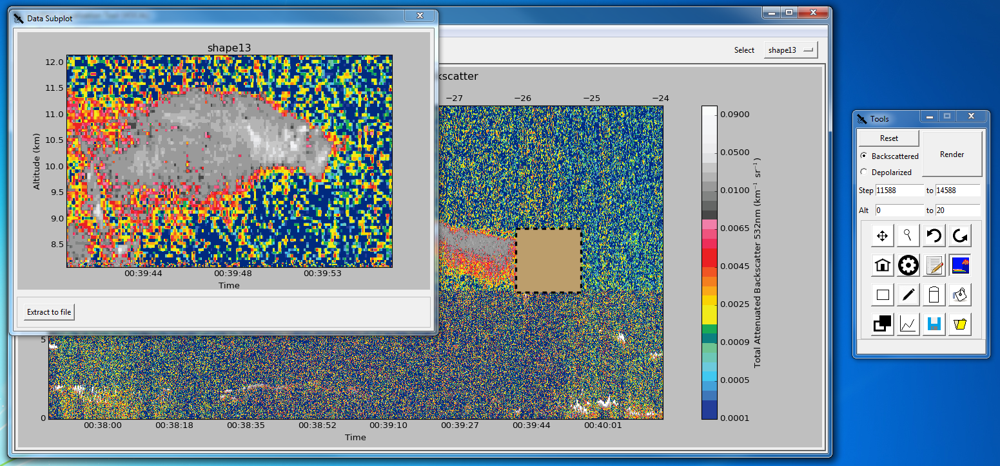 Data Subplot
shape13
12.0
11.5
11.0
10.5
10.0
9.5
9.0
8.5
Altitude (km)
00:39:44 00:39:48 00:39:53
Time
Extract to file
Select shape13
kscatter
−27 −26 −25 −24
5
0
00:38:00 00:38:18 00:38:35 00:38:52 00:39:10 00:39:27 00:39:44 00:40:01
Time
0.0900
0.0500
0.0100
0.0065
0.0045
0.0025
0.0009
0.0005
0.0001
Total Attenuated Backscatter 532nm (km⁻¹ sr⁻¹)
Tools
Reset
Render
Backscattered
Depolarized
Step 11588 to 14588
Alt 0 to 20